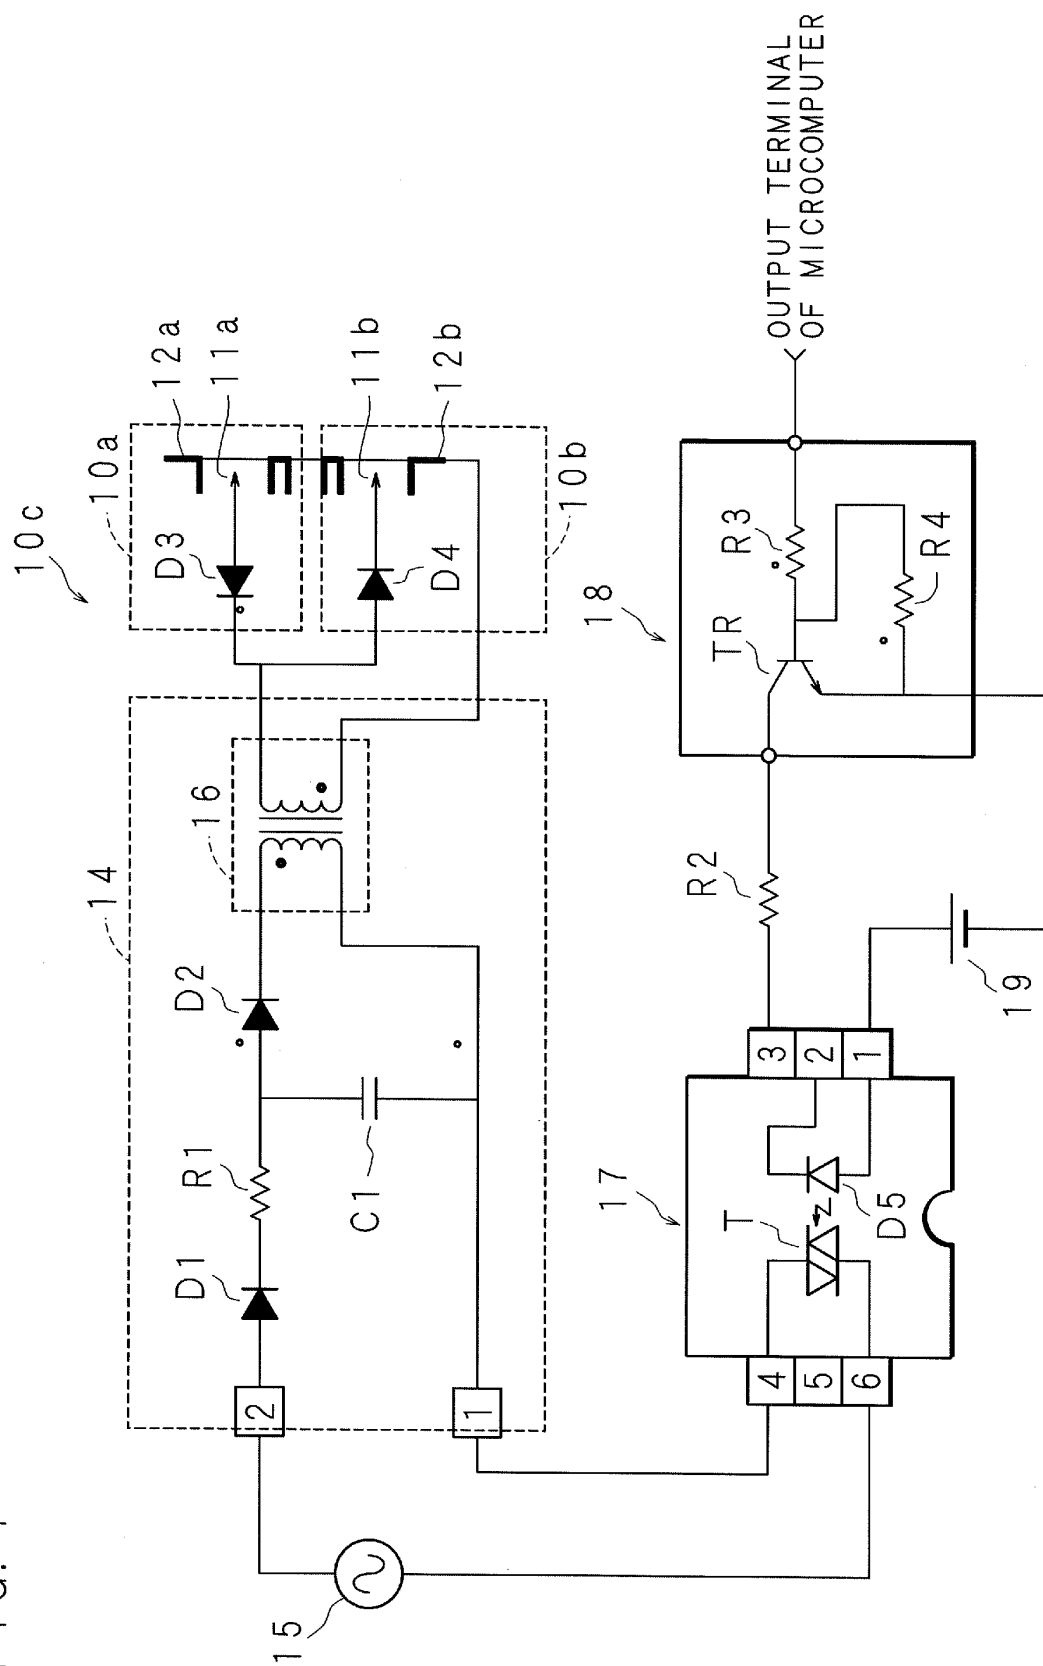 10c
10a
12a
11a
D3
11b
12b
D4
10b
14
16
D2
R1
D1
C1
2
1
15
OUTPUT TERMINAL
OF MICROCOMPUTER
18
TR
R3
R4
R2
19
17
3
2
1
T
D5
4
5
6